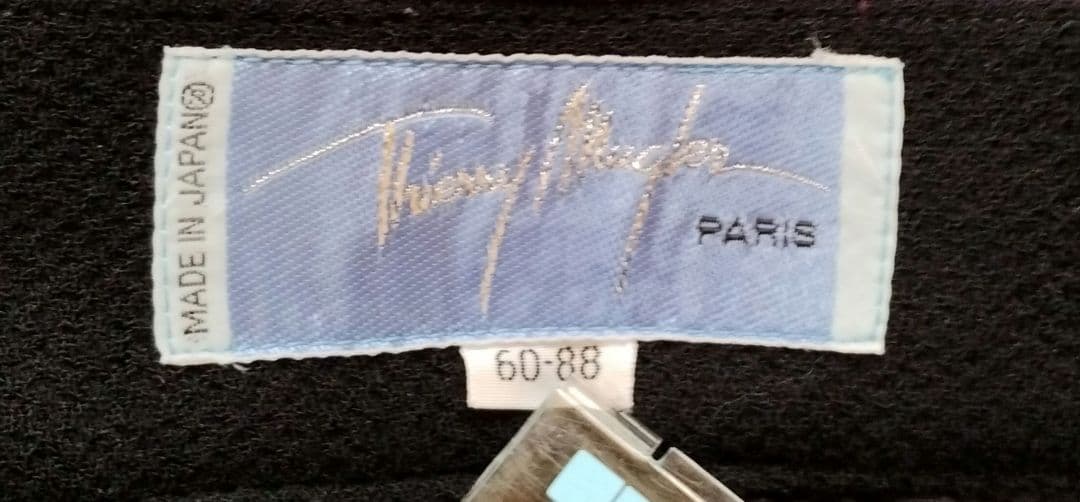 MADE IN JAPAN㉿
Thierry Mugler
PARIS
60-88